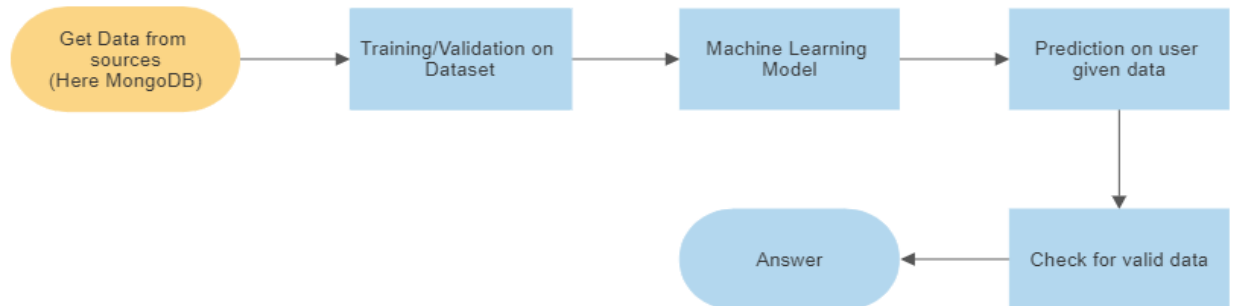 Get Data from
sources
(Here MongoDB)
Training/Validation on
Dataset
Machine Learning
Model
Prediction on user
given data
Check for valid data
Answer